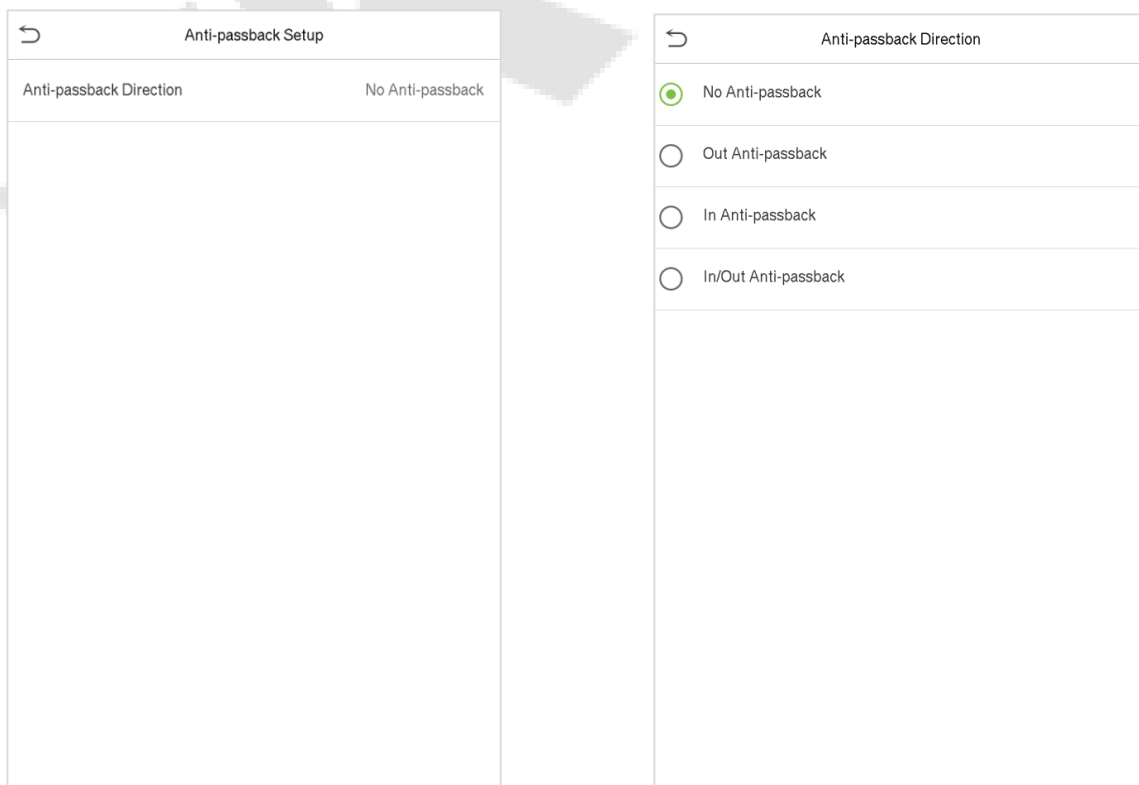 Anti-passback Setup
Anti-passback Direction No Anti-passback
Anti-passback Direction
No Anti-passback
Out Anti-passback
In Anti-passback
In/Out Anti-passback